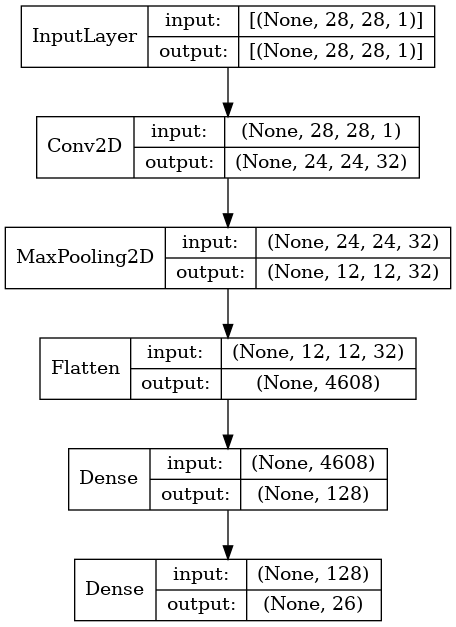 InputLayer
input: [(None, 28, 28, 1)]
output: [(None, 28, 28, 1)]
Conv2D
input: (None, 28, 28, 1)
output: (None, 24, 24, 32)
MaxPooling2D
input: (None, 24, 24, 32)
output: (None, 12, 12, 32)
Flatten
input: (None, 12, 12, 32)
output: (None, 4608)
Dense
input: (None, 4608)
output: (None, 128)
Dense
input: (None, 128)
output: (None, 26)